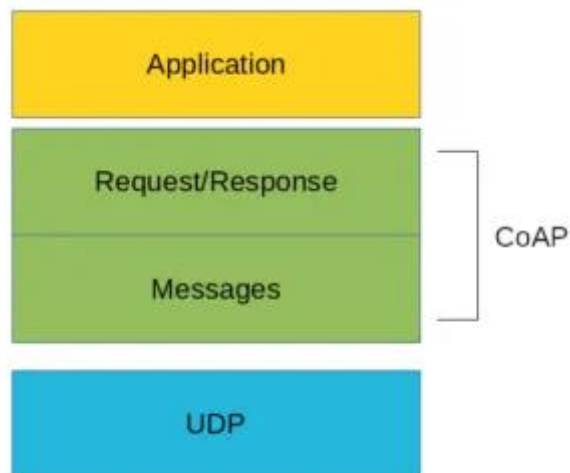 Application
Request/Response
CoAP
Messages
UDP